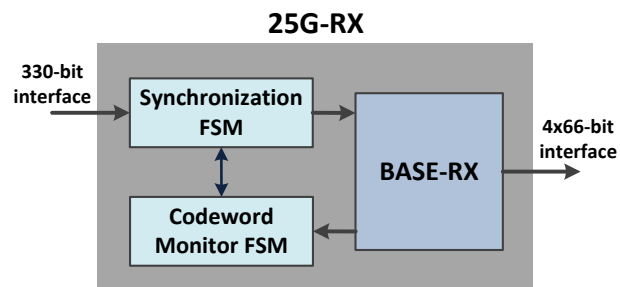 25G-RX
330-bit
interface
Synchronization
FSM
BASE-RX
4x66-bit
interface
Codeword
Monitor FSM